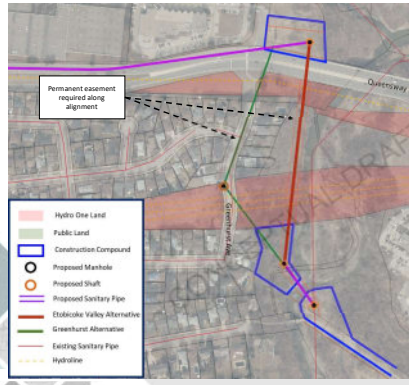 Permanent easement
required along
alignment
Queensway
Greenhurst Ave
Hydro One Land
Public Land
Construction Compound
Proposed Manhole
Proposed Shaft
Proposed Sanitary Pipe
Etobicoke Valley Alternative
Greenhurst Alternative
Existing Sanitary Pipe
Hydroline